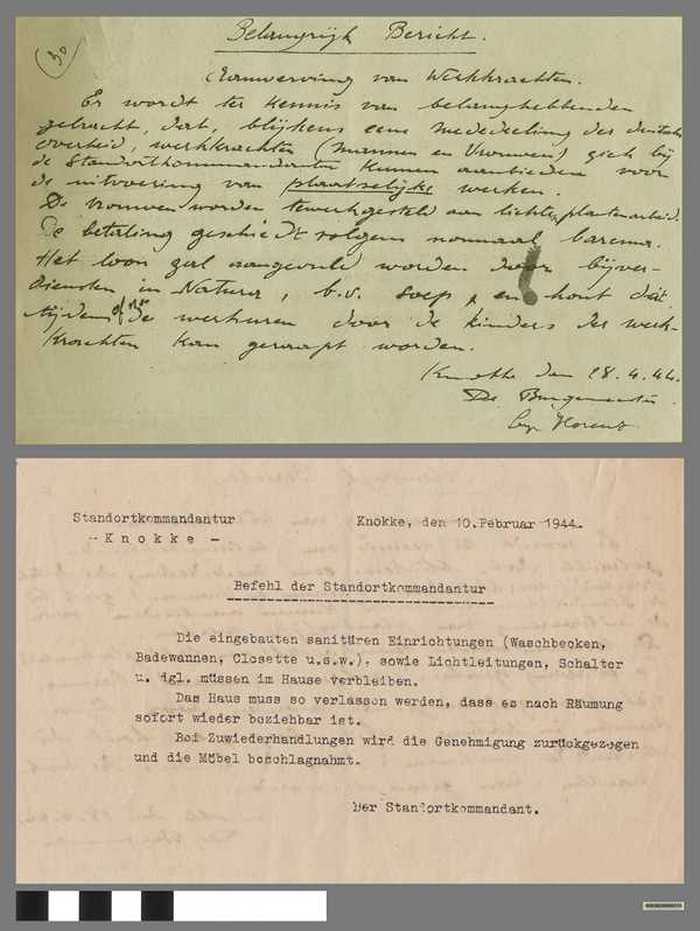 30
Belangrijk Bericht.
Aanwerving van Werkkrachten.
Er wordt ter kennis van belanghebbenden
gebracht, dat, blijkens eene mededeeling der duitsche
overheid, werkkrachten (mannen en vrouwen) zich bij
de Standortkommandantur kunnen aanbieden voor
de uitvoering van plaatselijke werken.
De vrouwen worden tewerkgesteld aan lichten plantenarbeid.
De betaling geschiedt volgens normaal barema.
Het loon zal aangevuld worden door bijver-
diensten in Natura, b.v. soep, en hout dat
tijdens of na de werkuren door de kinders der werk-
krachten kan geraapt worden.
Knokke den 28.4.44.
De Burgemeester
Standortkommandantur
- K n o k k e -
Knokke, den 10.Februar 1944.
Befehl der Standortkommandantur
Die eingebauten sanitären Einrichtungen (Waschbecken,
Badewannen, Closette u.s.w.), sowie Lichtleitungen, Schalter
u. dgl. müssen im Hause verbleiben.
Das Haus muss so verlassen werden, dass es nach Räumung
sofort wieder beziehbar ist.
Bei Zuwiederhandlungen wird die Genehmigung zurückgezogen
und die Möbel beschlagnahmt.
Der Standortkommandant.